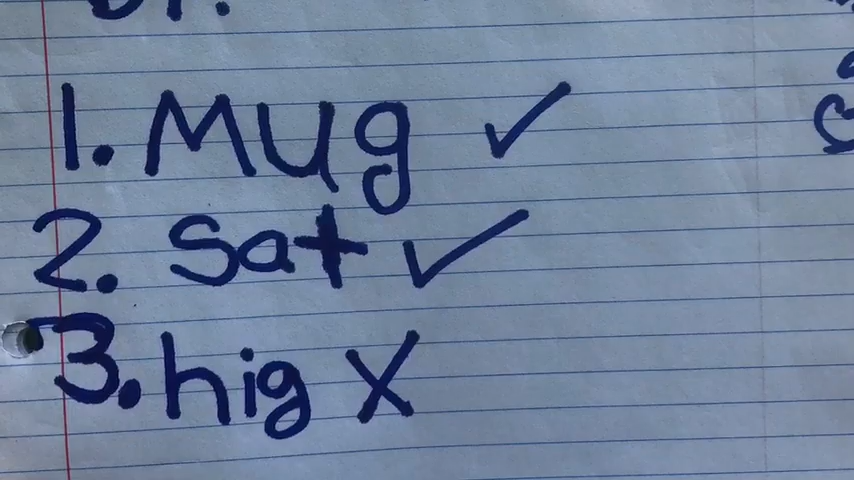 1. Mug ✓
2. Sat ✓
3. hig X